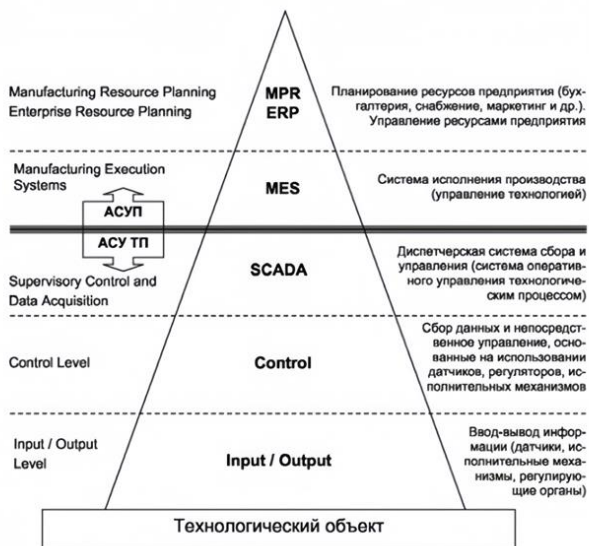 Manufacturing Resource Planning
Enterprise Resource Planning
MPR
ERP
Планирование ресурсов предприятия (бух-
галтерия, снабжение, маркетинг и др.).
Управление ресурсами предприятия
Manufacturing Execution
Systems
MES
Система исполнения производства
(управление технологией)
АСУП
АСУ ТП
Supervisory Control and
Data Acquisition
SCADA
Диспетчерская система сбора и
управления (система оператив-
ного управления технологиче-
ским процессом)
Control Level
Control
Сбор данных и непосредст-
венное управление, осно-
ванные на использовании
датчиков, регуляторов, ис-
полнительных механизмов
Input / Output
Level
Input / Output
Ввод-вывод инфор-
мации (датчики, ис-
полнительные меха-
низмы, регулирую-
щие органы)
Технологический объект